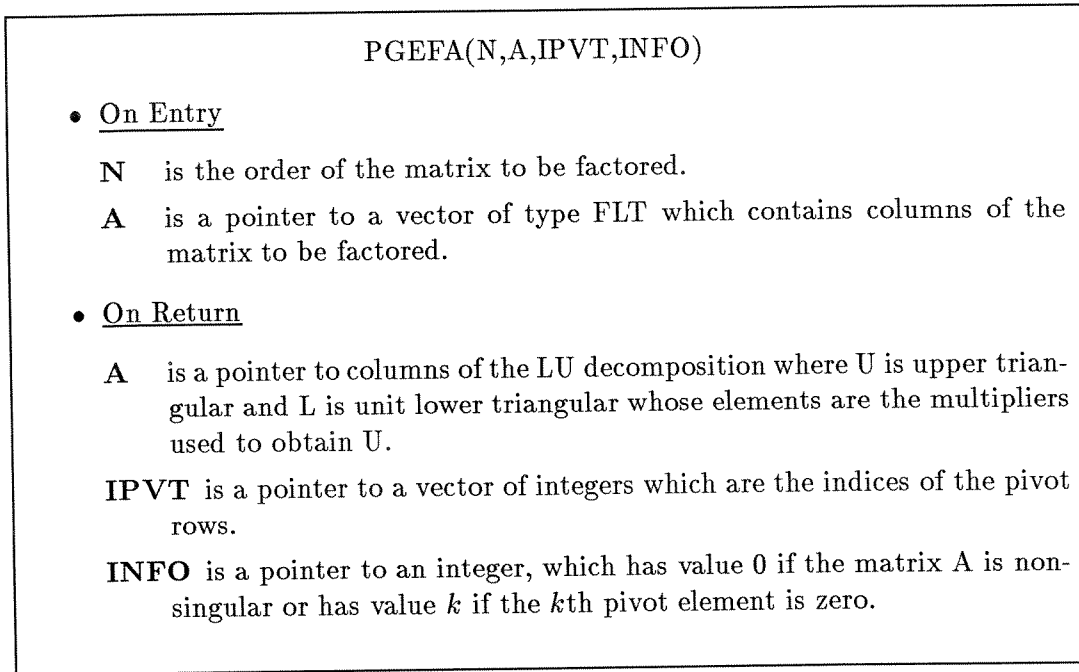 PGEFA(N,A,IPVT,INFO)
• On Entry
N is the order of the matrix to be factored.
A is a pointer to a vector of type FLT which contains columns of the
matrix to be factored.
• On Return
A is a pointer to columns of the LU decomposition where U is upper trian-
gular and L is unit lower triangular whose elements are the multipliers
used to obtain U.
IPVT is a pointer to a vector of integers which are the indices of the pivot
rows.
INFO is a pointer to an integer, which has value 0 if the matrix A is non-
singular or has value k if the kth pivot element is zero.